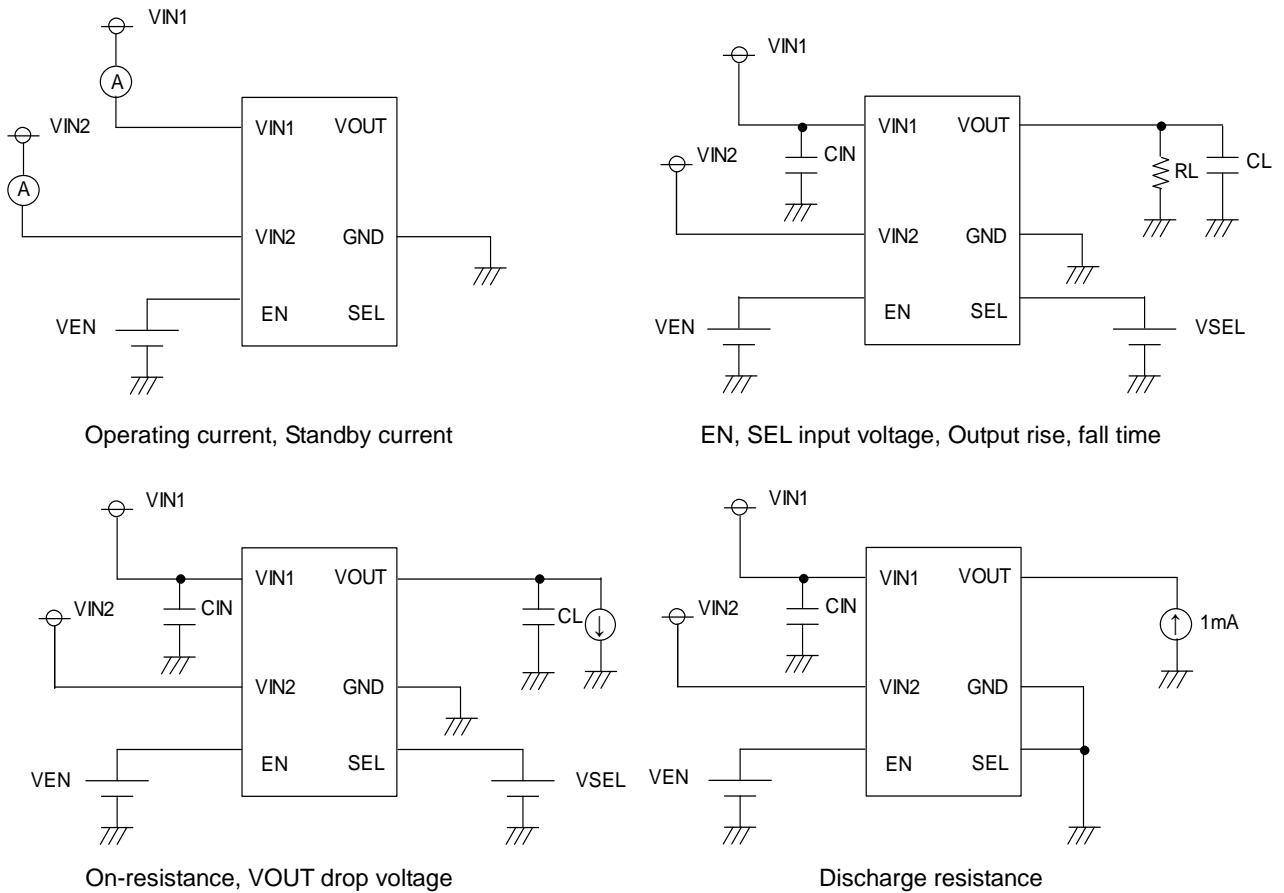 VIN1
A
VIN2
A
VIN1 VOUT
VIN2 GND
EN SEL
VEN
Operating current, Standby current
VIN1
VIN2
CIN
VIN1 VOUT
RL
CL
VIN2 GND
EN SEL
VEN
VSEL
EN, SEL input voltage, Output rise, fall time
VIN1
VIN2
CIN
VIN1 VOUT
CL
VIN2 GND
EN SEL
VEN
VSEL
On-resistance, VOUT drop voltage
VIN1
VIN2
CIN
VIN1 VOUT
1mA
VIN2 GND
EN SEL
VEN
Discharge resistance